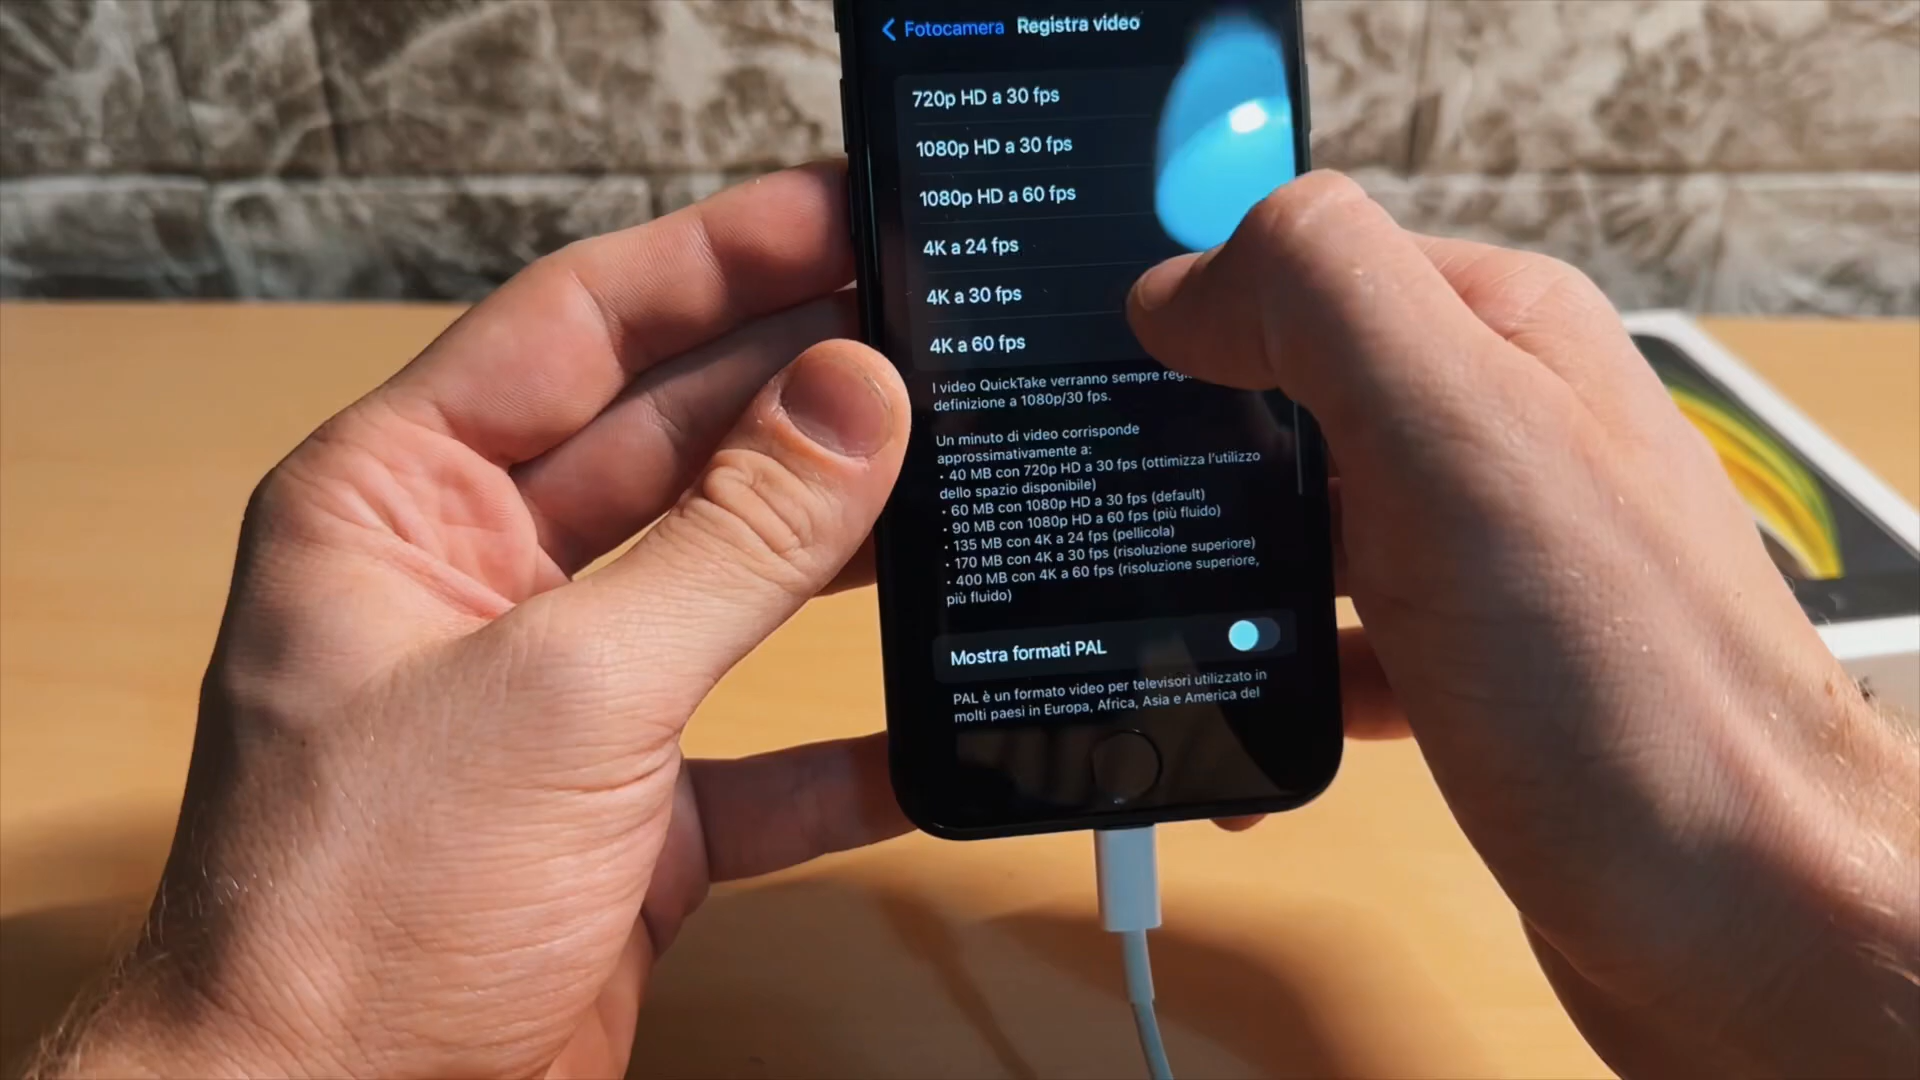 Fotocamera Registra video
720p HD a 30 fps
1080p HD a 30 fps
1080p HD a 60 fps
4K a 24 fps
4K a 30 fps
4K a 60 fps
I video QuickTake verranno sempre
definizione a 1080p/30 fps.
Un minuto di video corrisponde
approssimativamente a:
• 40 MB con 720p HD a 30 fps (ottimizza l'utilizzo
dello spazio disponibile)
• 60 MB con 1080p HD a 30 fps (default)
• 90 MB con 1080p HD a 60 fps (più fluido)
• 135 MB con 4K a 24 fps (pellicola)
• 170 MB con 4K a 30 fps (risoluzione superiore)
• 400 MB con 4K a 60 fps (risoluzione superiore,
più fluido)
Mostra formati PAL
PAL è un formato video per televisori utilizzato in
molti paesi in Europa, Africa, Asia e America del